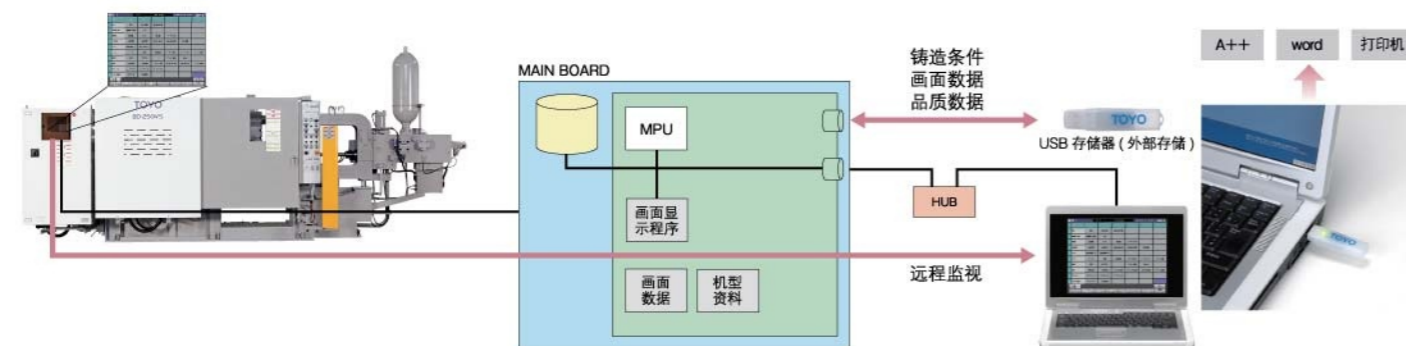 TOYO
MAIN BOARD
MPU
画面显
示程序
画面
数据
机型
资料
铸造条件
画面数据
品质数据
TOYO
USB 存储器 ( 外部存储 )
HUB
远程监视
A++
word
打印机
TOYO